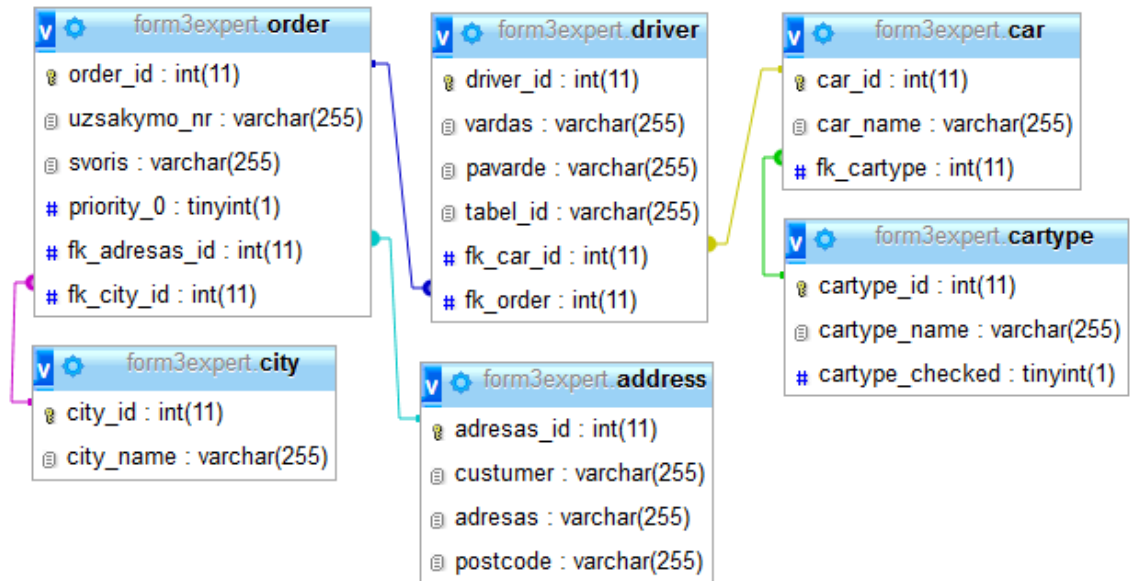 v form3expert.order
order_id : int(11)
uzsakymo_nr : varchar(255)
svoris : varchar(255)
# priority_0 : tinyint(1)
# fk_adresas_id : int(11)
# fk_city_id : int(11)
v form3expert.driver
driver_id : int(11)
vardas : varchar(255)
pavarde : varchar(255)
tabel_id : varchar(255)
# fk_car_id : int(11)
# fk_order : int(11)
v form3expert.car
car_id : int(11)
car_name : varchar(255)
# fk_cartype : int(11)
v form3expert.cartype
cartype_id : int(11)
cartype_name : varchar(255)
# cartype_checked : tinyint(1)
v form3expert.city
city_id : int(11)
city_name : varchar(255)
v form3expert.address
adresas_id : int(11)
custumer : varchar(255)
adresas : varchar(255)
postcode : varchar(255)